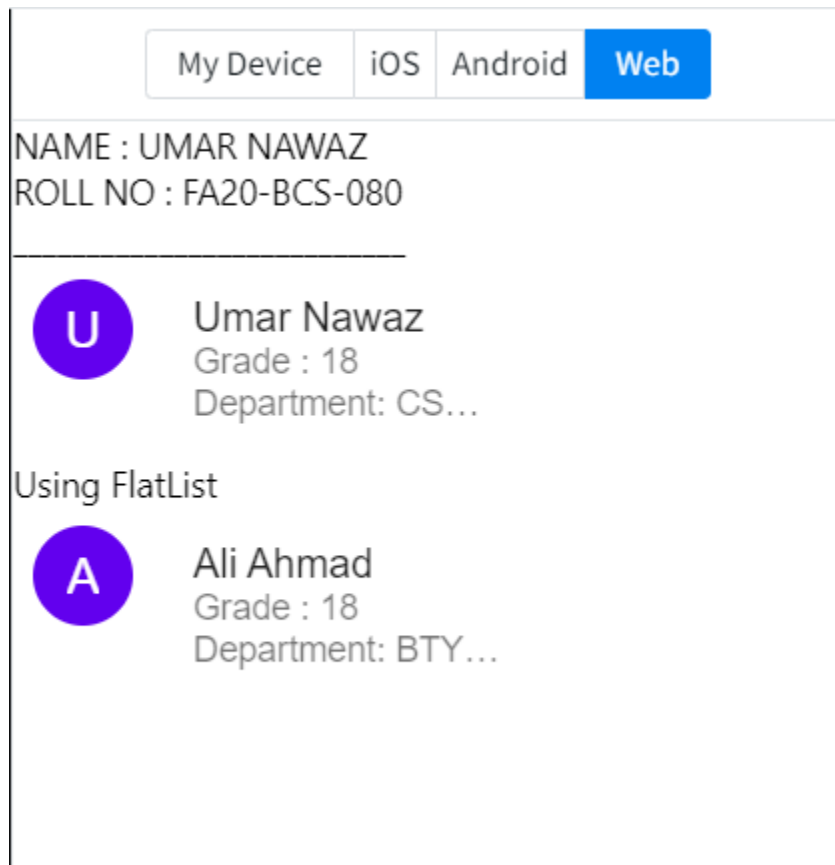 My Device iOS Android Web
NAME : UMAR NAWAZ
ROLL NO : FA20-BCS-080
___________________________
U
Umar Nawaz
Grade : 18
Department: CS...
Using FlatList
A
Ali Ahmad
Grade : 18
Department: BTY...